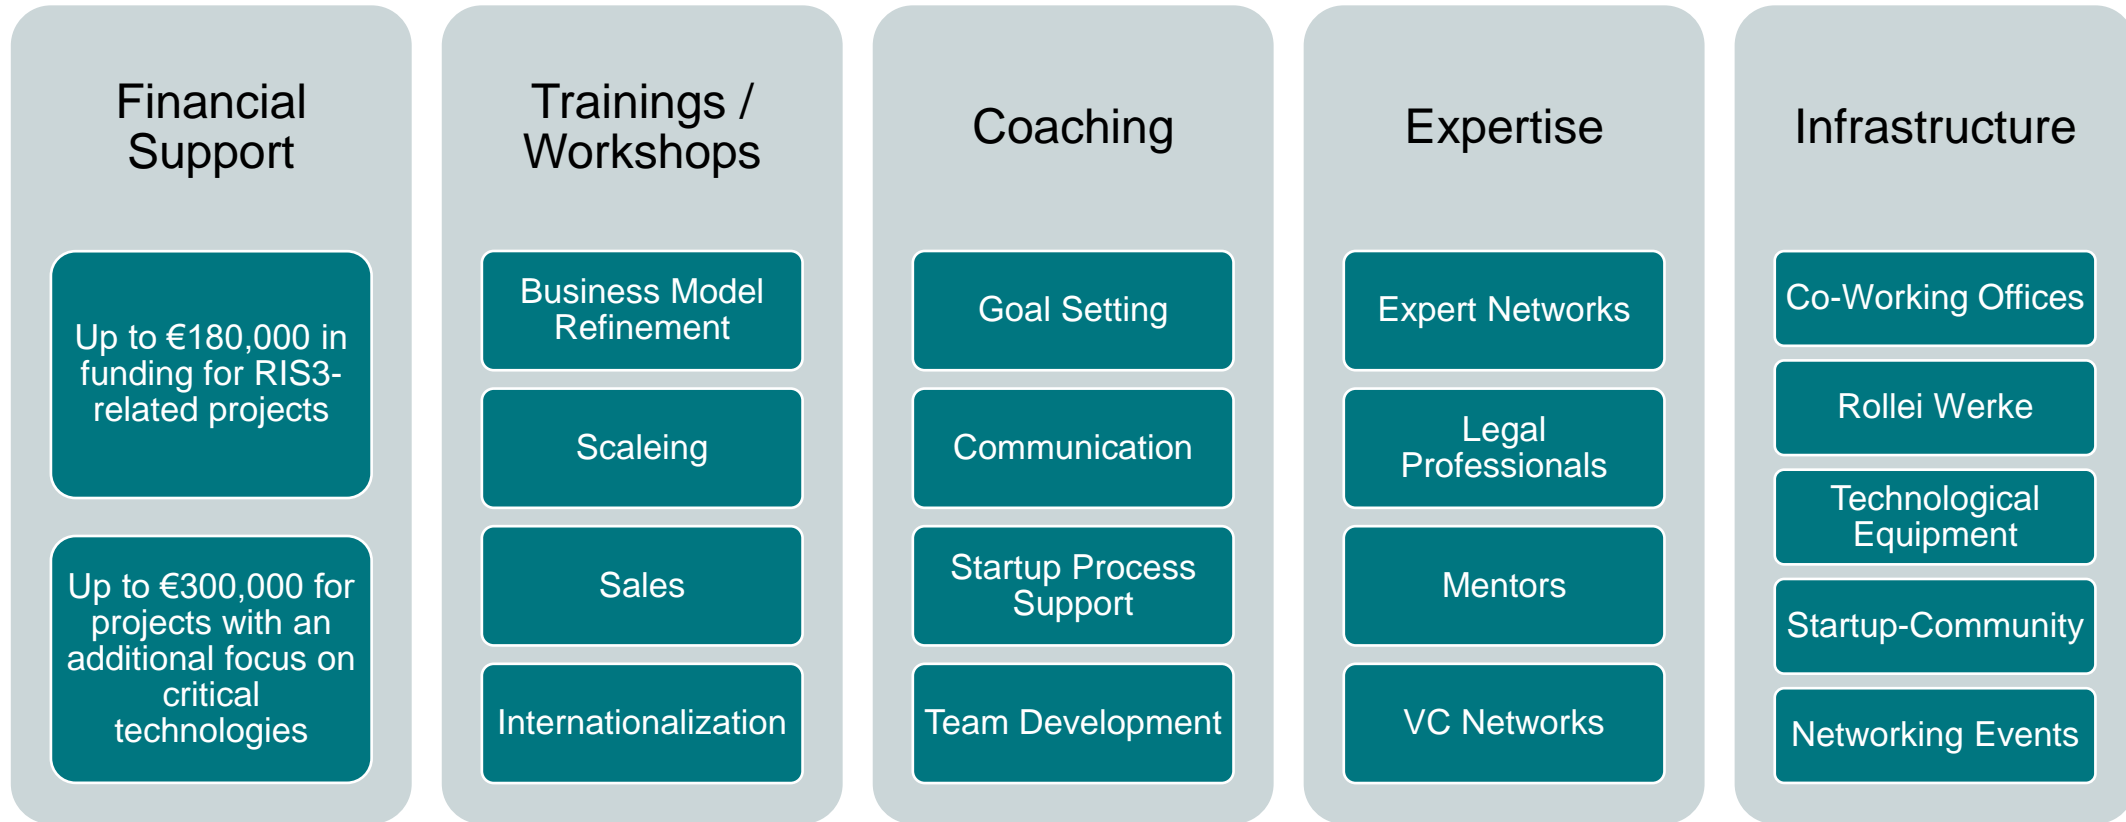 Financial
Support
Up to €180,000 in
funding for RIS3-
related projects
Up to €300,000 for
projects with an
additional focus on
critical
technologies
Trainings /
Workshops
Business Model
Refinement
Scaleing
Sales
Internationalization
Coaching
Goal Setting
Communication
Startup Process
Support
Team Development
Expertise
Expert Networks
Legal
Professionals
Mentors
VC Networks
Infrastructure
Co-Working Offices
Rollei Werke
Technological
Equipment
Startup-Community
Networking Events